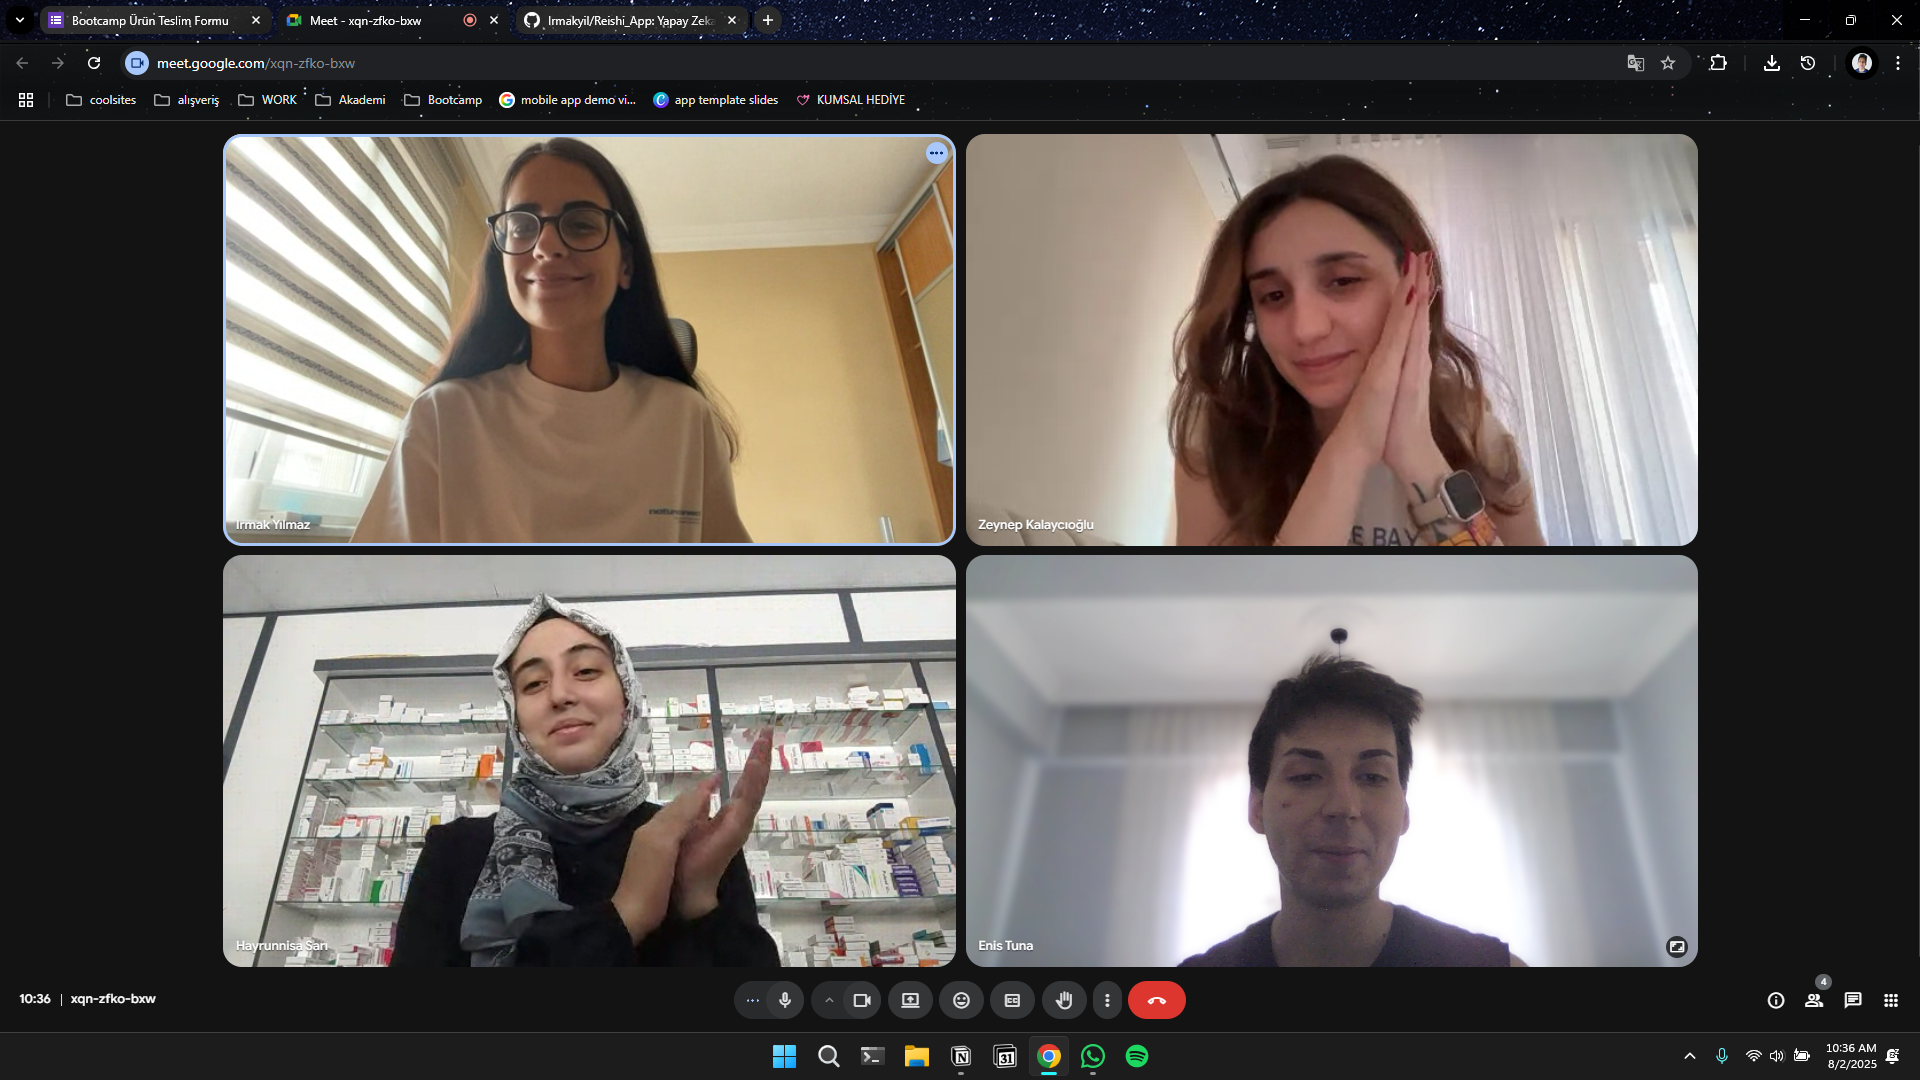 Bootcamp Ürün Teslim Formu
Meet - xqn-zfko-bxw
Irmakyil/Reishi_App: Yapay Zeka
meet.google.com/xqn-zfko-bxw
coolsites
alışveriş
WORK
Akademi
Bootcamp
mobile app demo vi...
app template slides
KUMSAL HEDİYE
Irmak Yılmaz
Zeynep Kalaycıoğlu
Hayrunnisa Sarı
Enis Tuna
10:36 | xqn-zfko-bxw
4
31
10:36 AM
8/2/2025